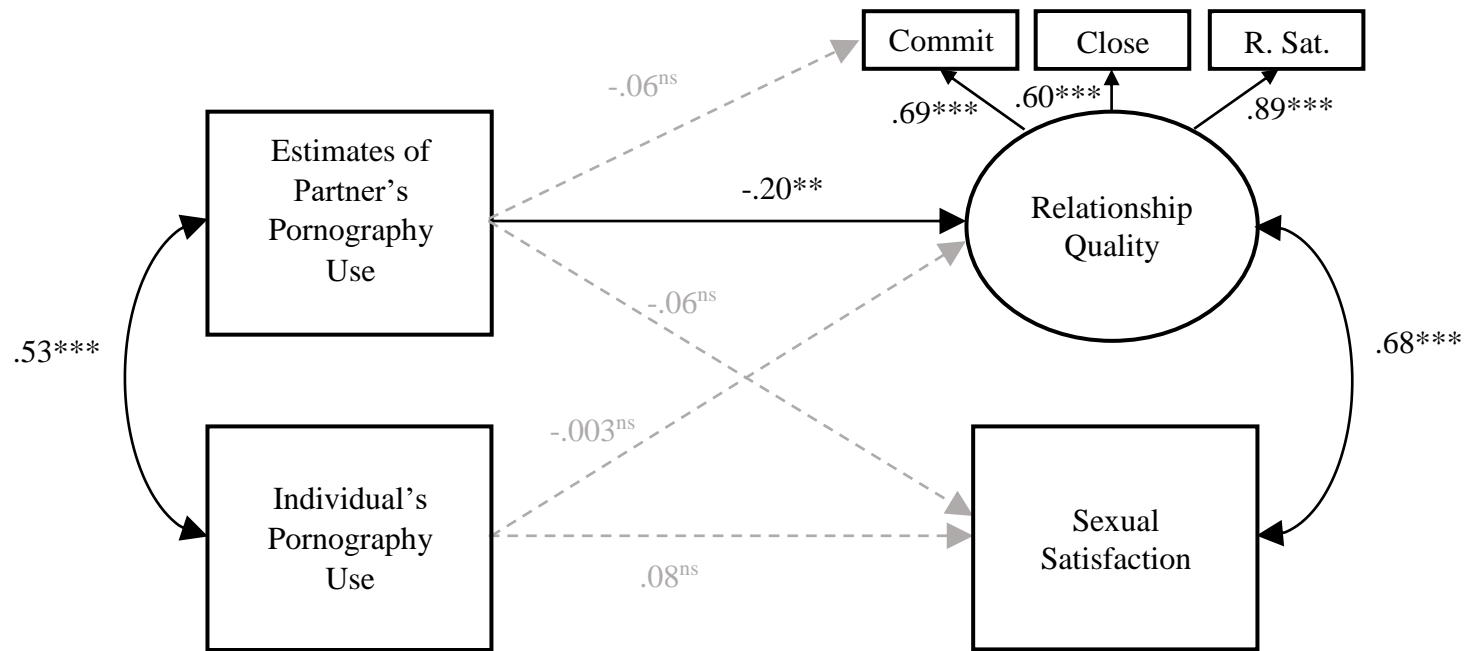 Commit
Close
R. Sat.
-.06ns
.69***
.60***
.89***
Estimates of
Partner’s
Pornography
Use
-.20**
Relationship
Quality
-.06ns
.53***
.68***
-.003ns
Individual’s
Pornography
Use
.08ns
Sexual
Satisfaction